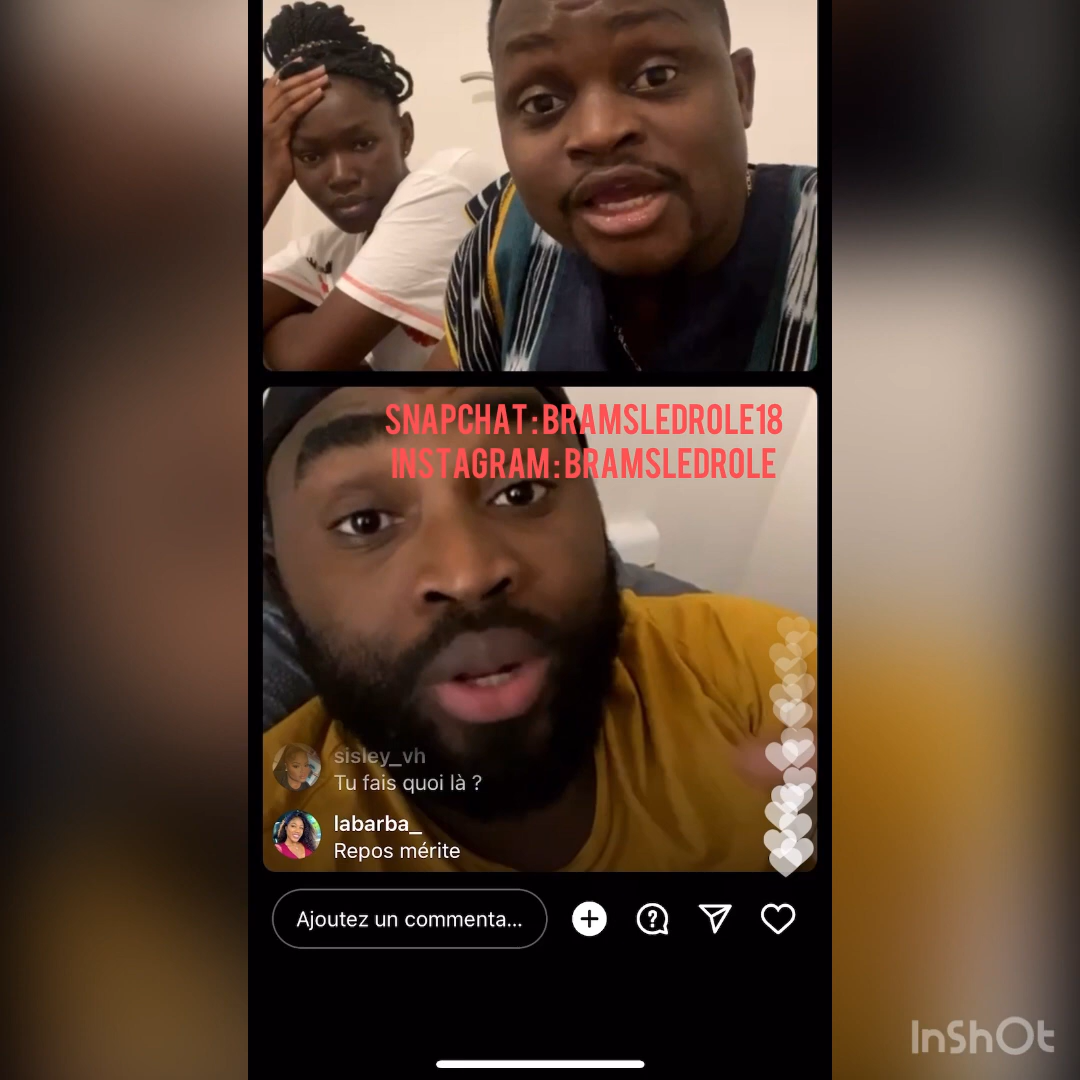 SNAPCHAT : BRAMSLEDROLE18
INSTAGRAM : BRAMSLEDROLE
sisley_vh
Tu fais quoi là ?
labarba_
Repos mérite
Ajoutez un commenta...
InShOt